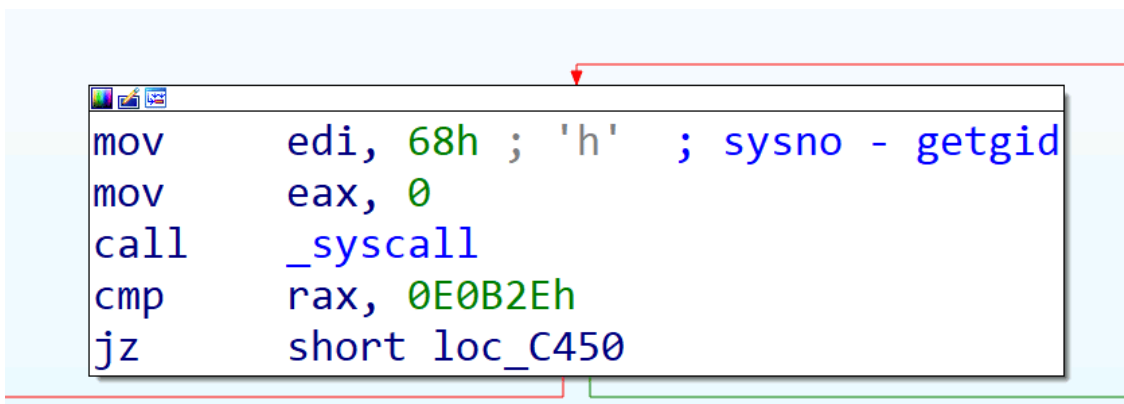 mov edi, 68h ; 'h' ; sysno - getgid
mov eax, 0
call _syscall
cmp rax, 0E0B2Eh
jz short loc_C450